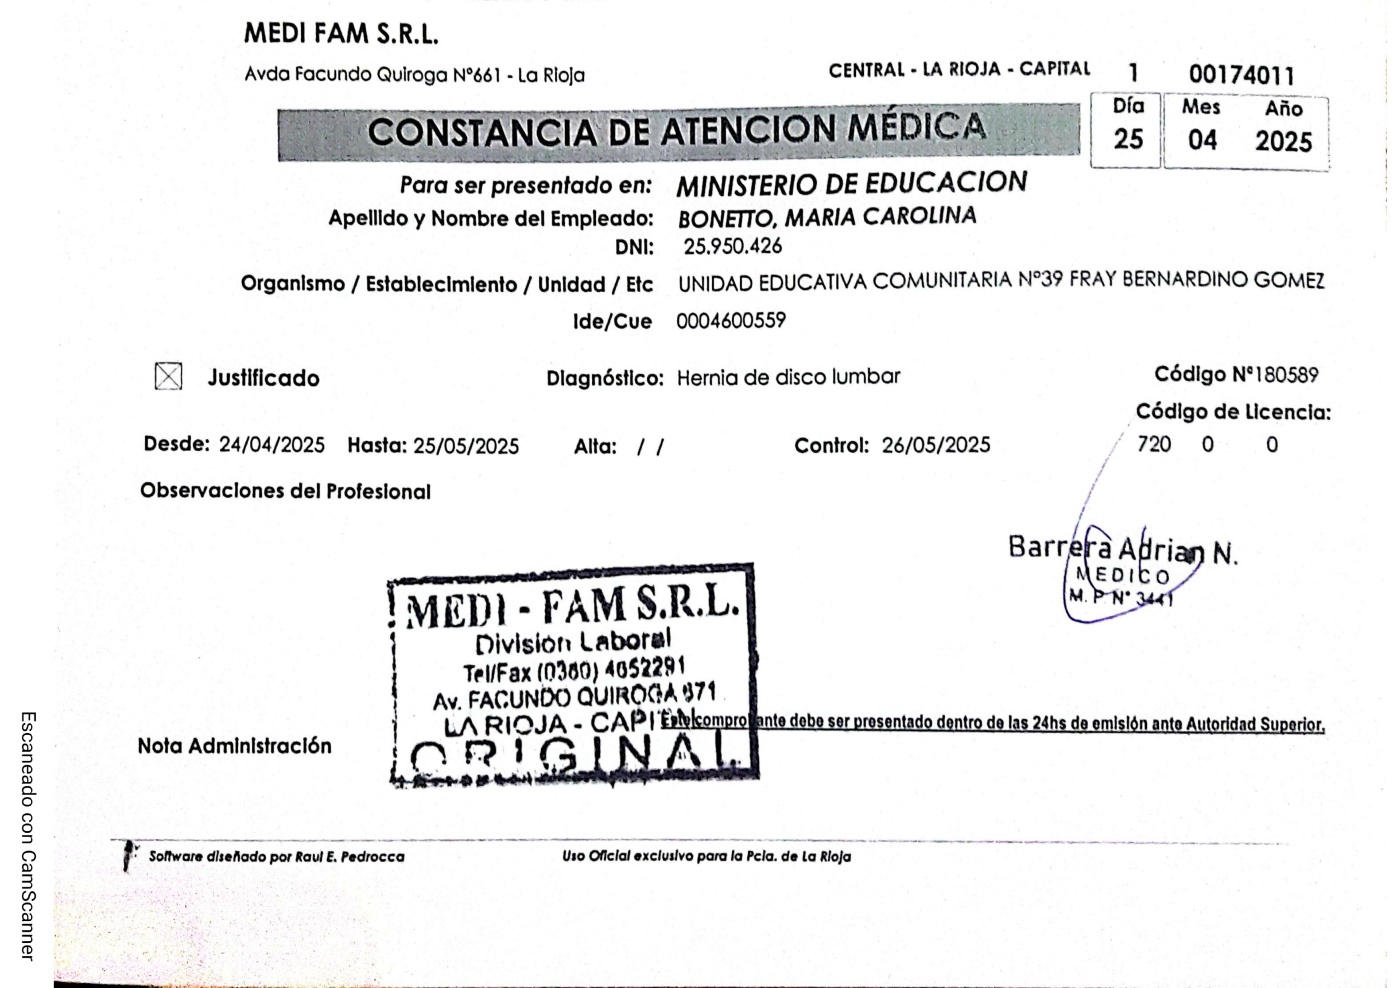 MEDI FAM S.R.L.
Avda Facundo Quiroga Nº661 - La Rioja
CENTRAL - LA RIOJA - CAPITAL 1 00174011
Día Mes Año
25 04 2025
CONSTANCIA DE ATENCION MÉDICA
Para ser presentado en: MINISTERIO DE EDUCACION
Apellido y Nombre del Empleado: BONETTO, MARIA CAROLINA
DNI: 25.950.426
Organismo / Establecimiento / Unidad / Etc UNIDAD EDUCATIVA COMUNITARIA Nº39 FRAY BERNARDINO GOMEZ
Ide/Cue 0004600559
Justificado Diagnóstico: Hernia de disco lumbar Código Nº180589
Código de Licencia:
Desde: 24/04/2025 Hasta: 25/05/2025 Alta: / / Control: 26/05/2025 720 0 0
Observaciones del Profesional
Barrera Adrian N.
MEDICO
M. P Nº 3441
MEDI - FAM S.R.L.
División Laboral
Tel/Fax (0380) 4652291
Av. FACUNDO QUIROGA 671
LA RIOJA - CAPITAL
ORIGINAL
Este comprobante debe ser presentado dentro de las 24hs de emisión ante Autoridad Superior.
Nota Administración
Software diseñado por Raul E. Pedrocca
Uso Oficial exclusivo para la Pcia. de La Rioja
Escaneado con CamScanner